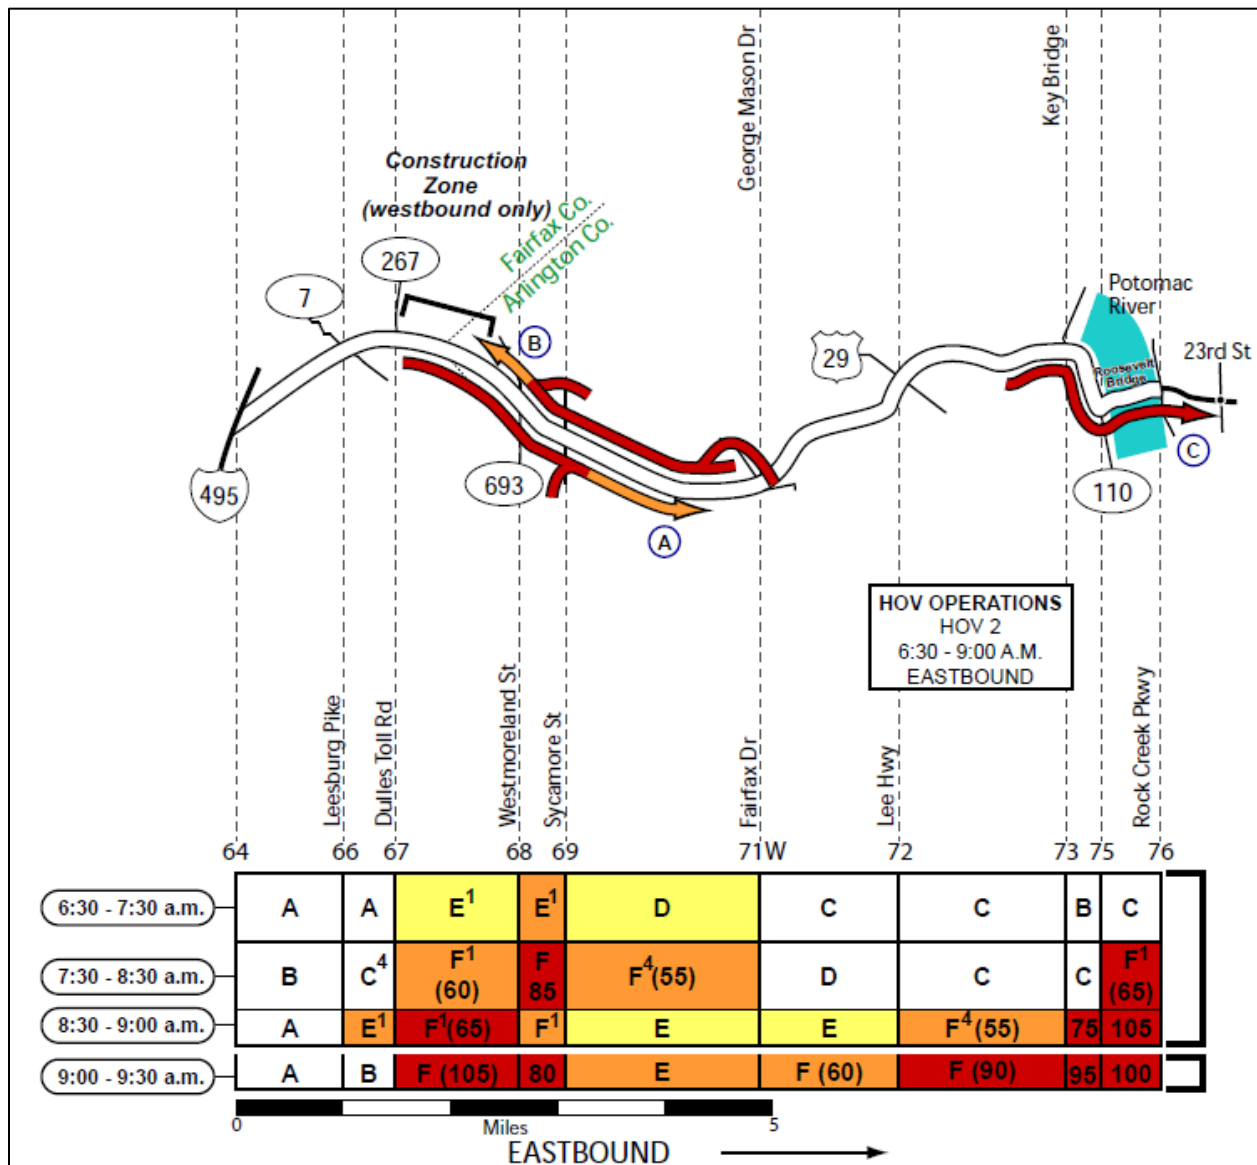 George Mason Dr
Key Bridge
Construction
Zone
(westbound only)
Fairfax Co.
Arlington Co.
267
7
B
Potomac
River
29
23rd St
Roosevelt
Bridge
C
495
693
110
A
HOV OPERATIONS
HOV 2
6:30 - 9:00 A.M.
EASTBOUND
Leesburg Pike
Dulles Toll Rd
Westmoreland St
Sycamore St
Fairfax Dr
Lee Hwy
Rock Creek Pkwy
64 66 67 68 69 71W 72 73 75 76
6:30 - 7:30 a.m. A A E¹ E¹ D C C B C
7:30 - 8:30 a.m. B C⁴ F¹ (60) F 85 F⁴(55) D C C F¹ (65)
8:30 - 9:00 a.m. A E¹ F¹(65) F¹ E E F⁴(55) 75 105
9:00 - 9:30 a.m. A B F (105) 80 E F (60) F (90) 95 100
0 Miles 5
EASTBOUND